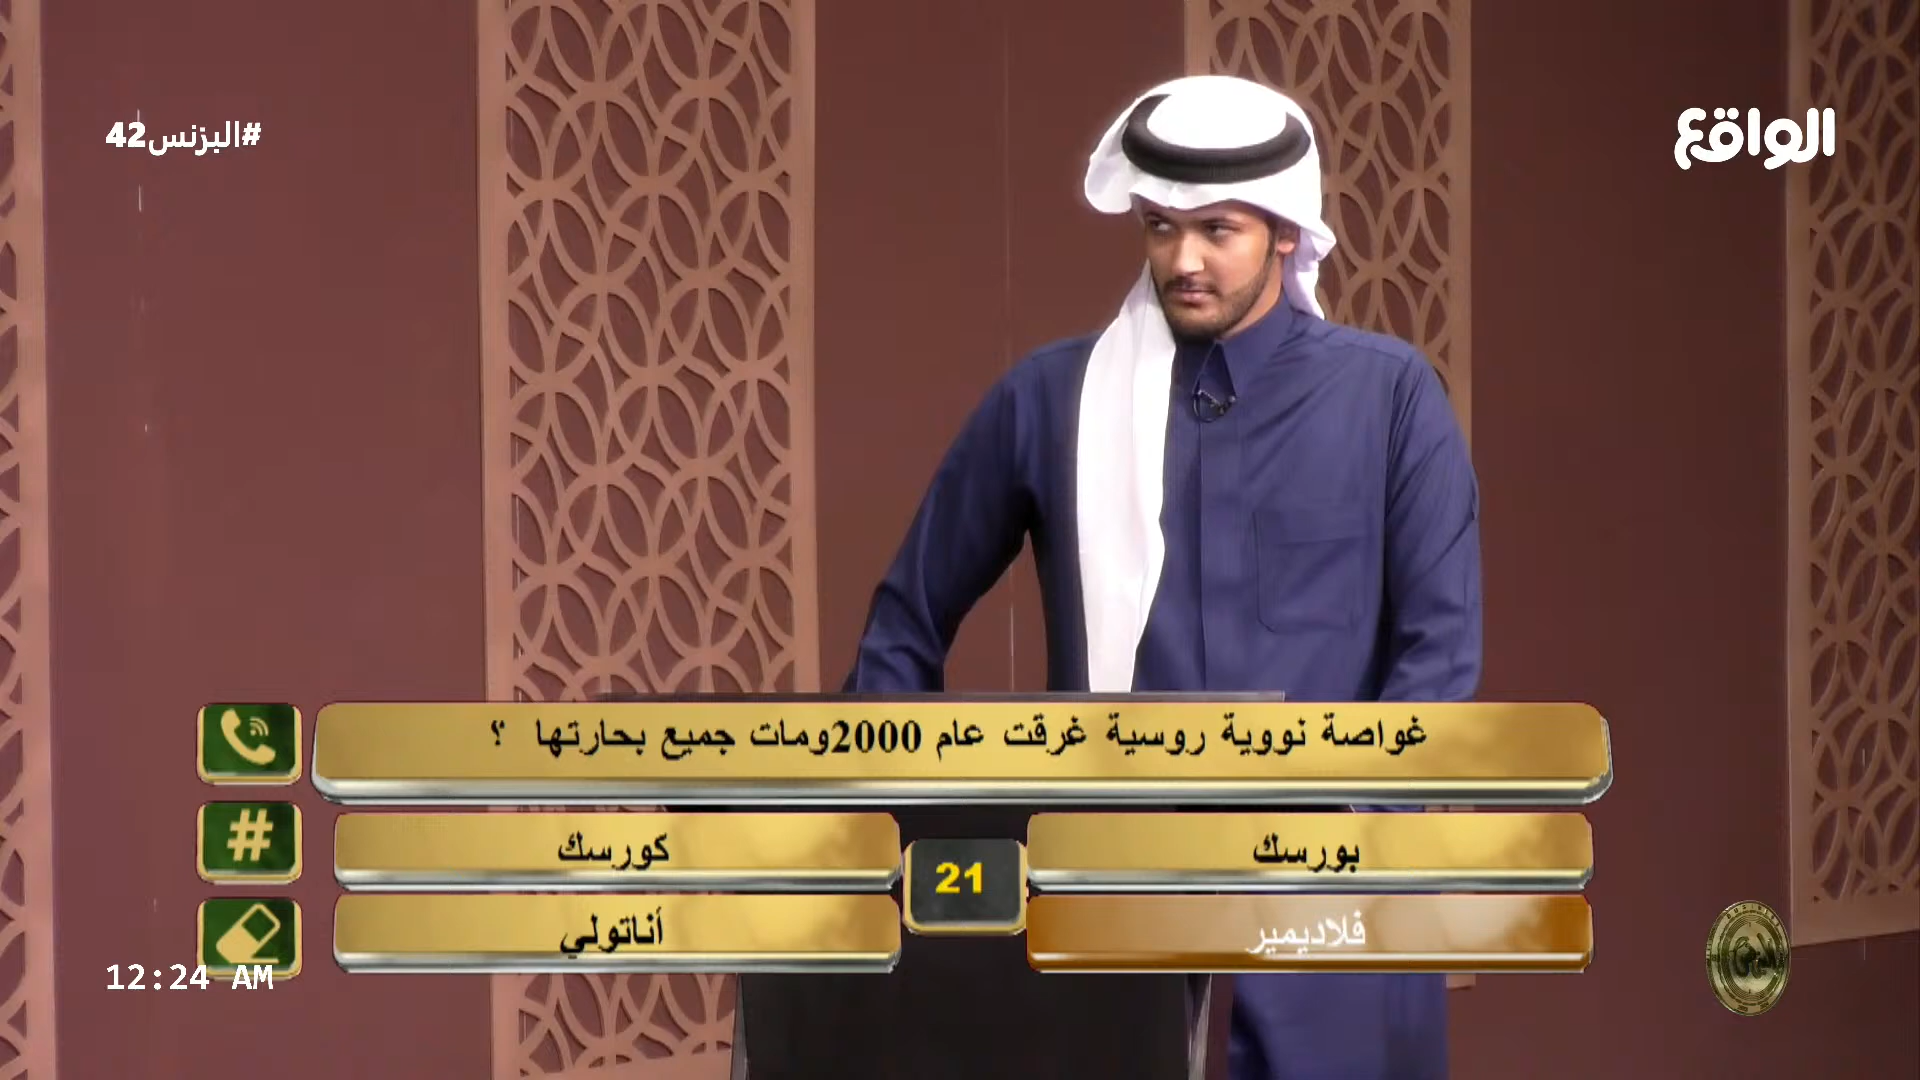 #البزنس42
الواقع
غواصة نووية روسية غرقت عام 2000ومات جميع بحارتها ؟
بورسك
كورسك
21
فلاديمير
أناتولي
#
12:24 AM